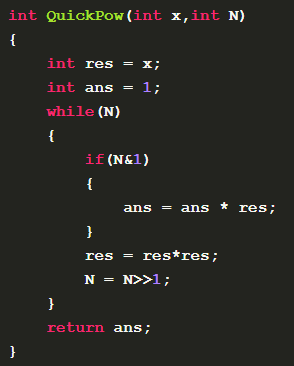 int QuickPow(int x,int N)
{
    int res = x;
    int ans = 1;
    while(N)
    {
        if(N&1)
        {
            ans = ans * res;
        }
        res = res*res;
        N = N>>1;
    }
    return ans;
}